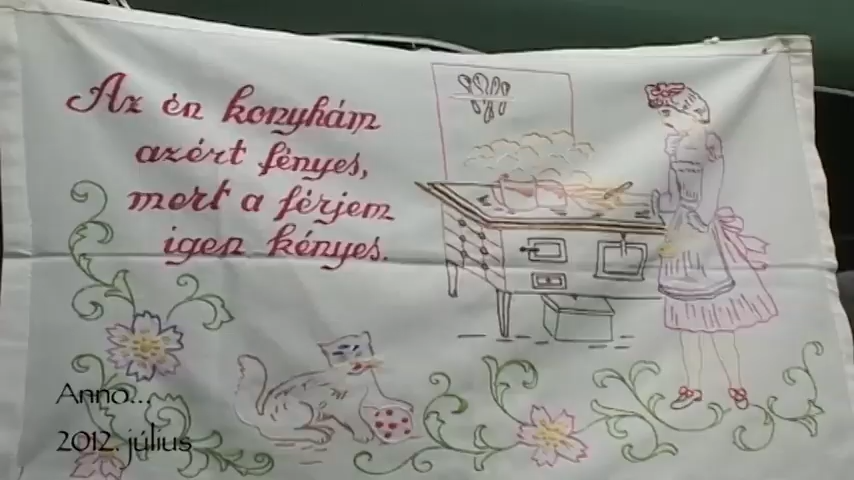 Az én konyhám
azért fényes,
mert a férjem
igen kényes.
Anno...
2012. július